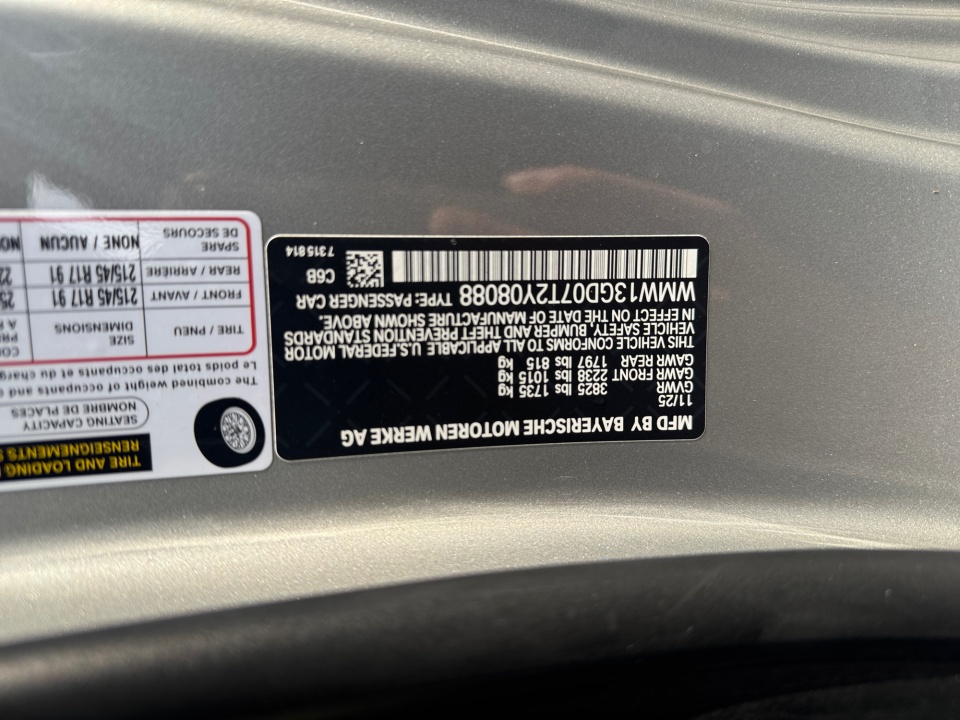 MFD BY BAYERISCHE MOTOREN WERKE AG
11/25
GVWR 3825 lbs 1735 kg
GAWR FRONT 2238 lbs 1015 kg
GAWR REAR 1797 lbs 815 kg
THIS VEHICLE CONFORMS TO ALL APPLICABLE U.S.FEDERAL MOTOR
VEHICLE SAFETY, BUMPER AND THEFT PREVENTION STANDARDS
IN EFFECT ON THE DATE OF MANUFACTURE SHOWN ABOVE.
WMW13GD07T2Y08088 TYPE: PASSENGER CAR
C6B
7315814
TIRE AND LOADING
RENSEIGNEMENTS S
SEATING CAPACITY
NOMBRE DE PLACES
The combined weight of occupants and
Le poids total des occupants et du charg
TIRE / PNEU
SIZE
DIMENSIONS
FRONT / AVANT 215/45 R17 91
REAR / ARRIÈRE 215/45 R17 91
SPARE
DE SECOURS
NONE / AUCUN